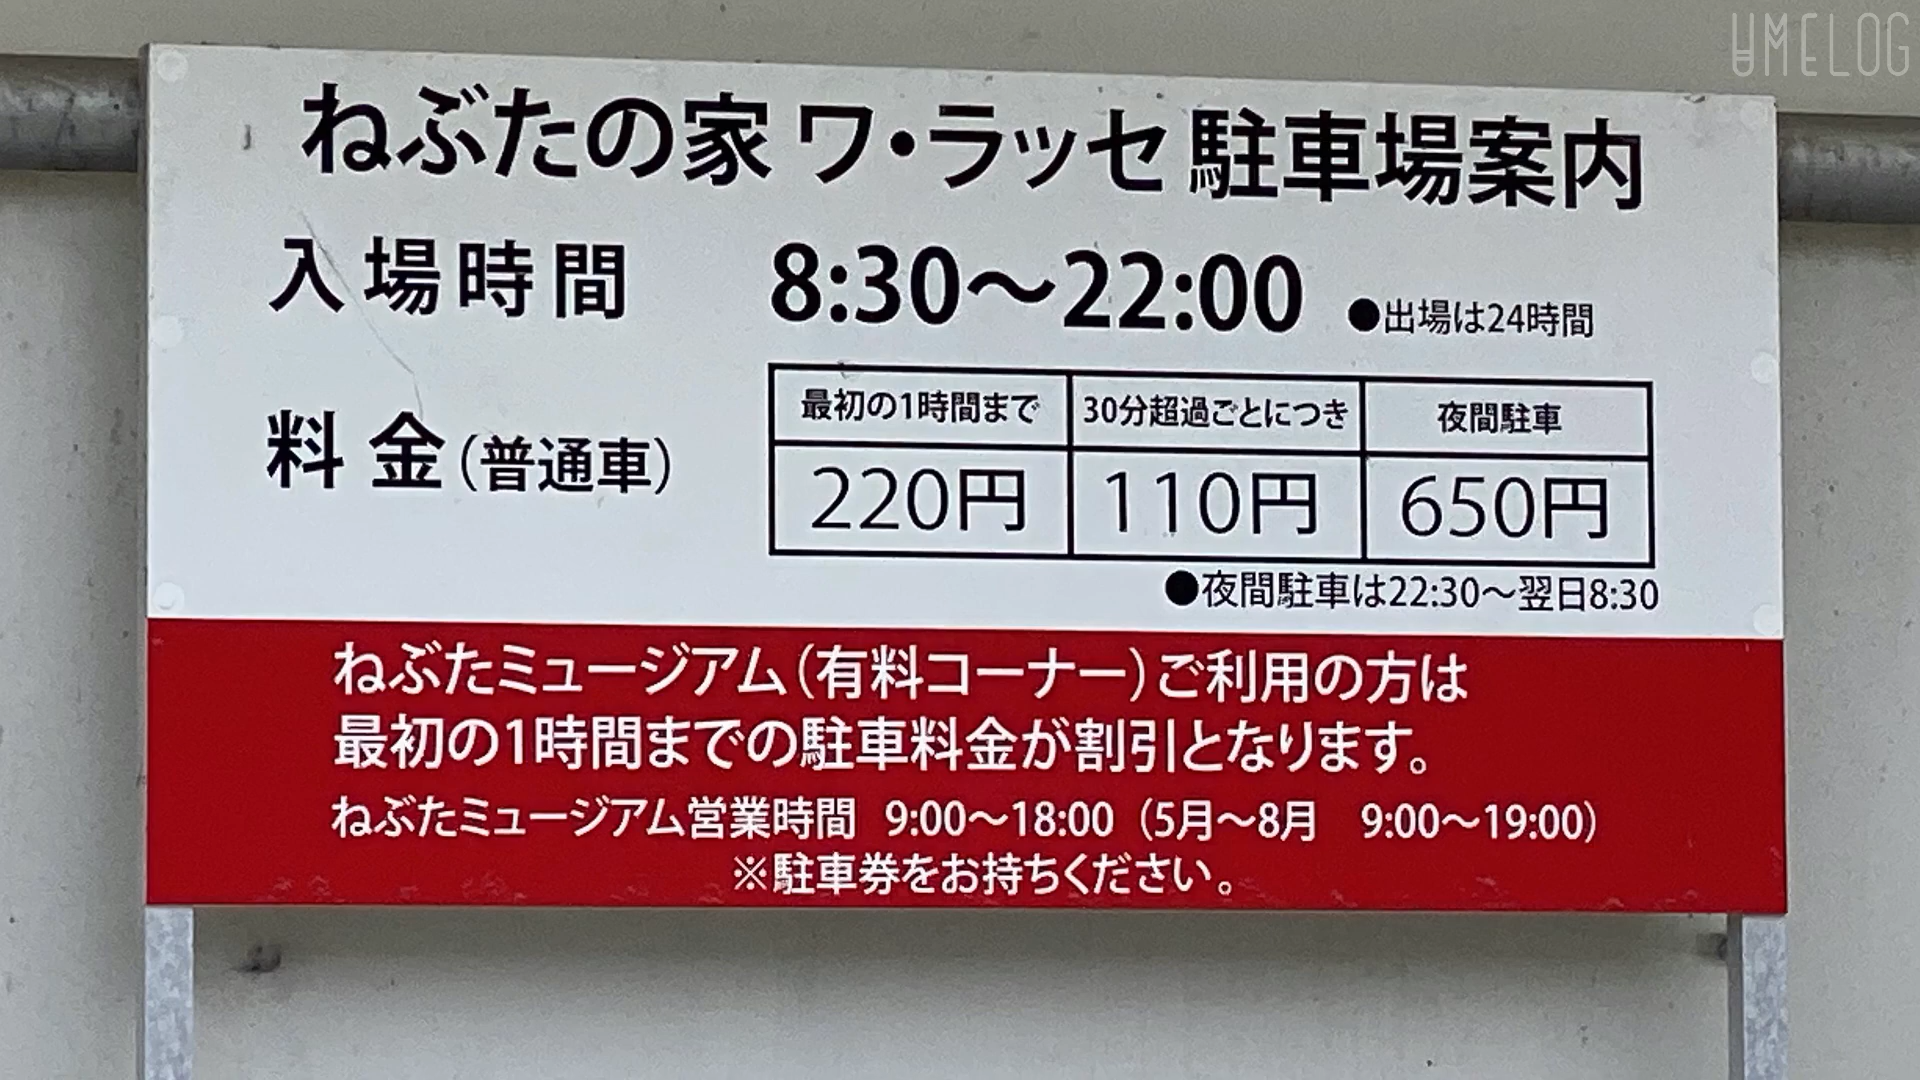 UMELOG
ねぶたの家 ワ・ラッセ 駐車場案内
入場時間 8:30～22:00 ●出場は24時間
料金(普通車)
最初の1時間まで 30分超過ごとにつき 夜間駐車
220円 110円 650円
●夜間駐車は22:30～翌日8:30
ねぶたミュージアム(有料コーナー)ご利用の方は
最初の1時間までの駐車料金が割引となります。
ねぶたミュージアム営業時間 9:00～18:00 (5月～8月 9:00～19:00)
※駐車券をお持ちください。